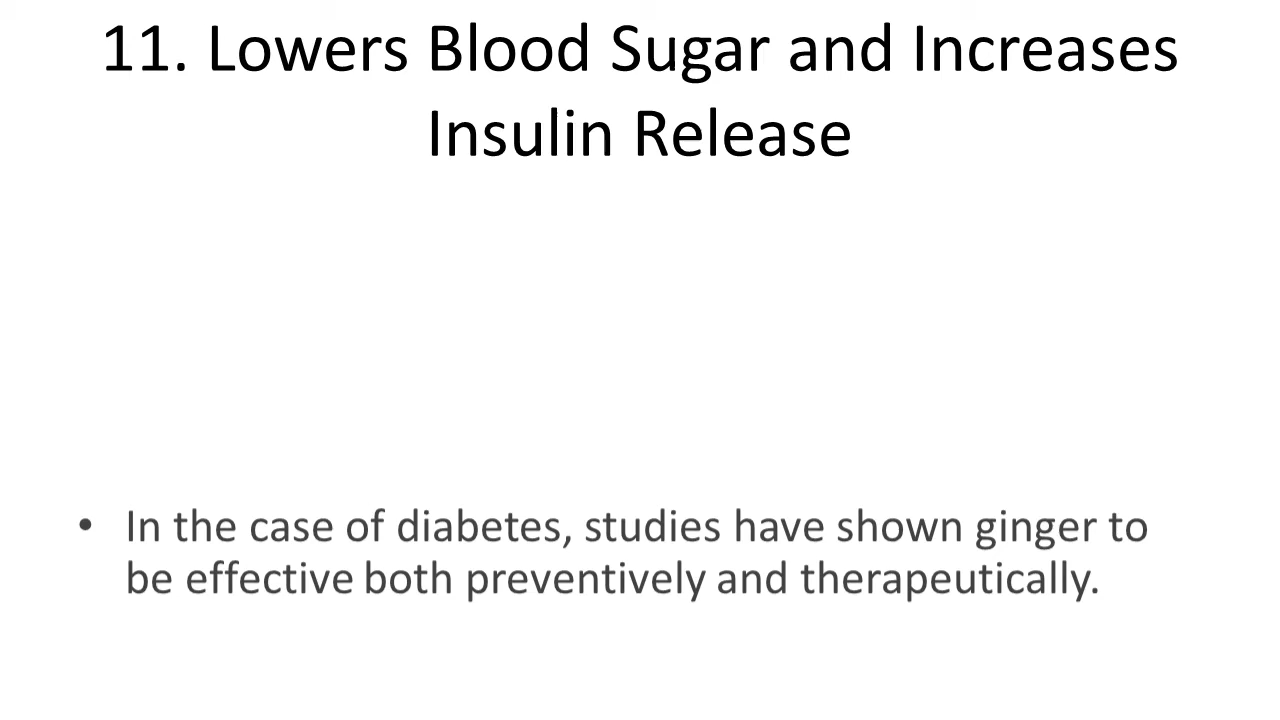 11. Lowers Blood Sugar and Increases
Insulin Release
• In the case of diabetes, studies have shown ginger to
be effective both preventively and therapeutically.